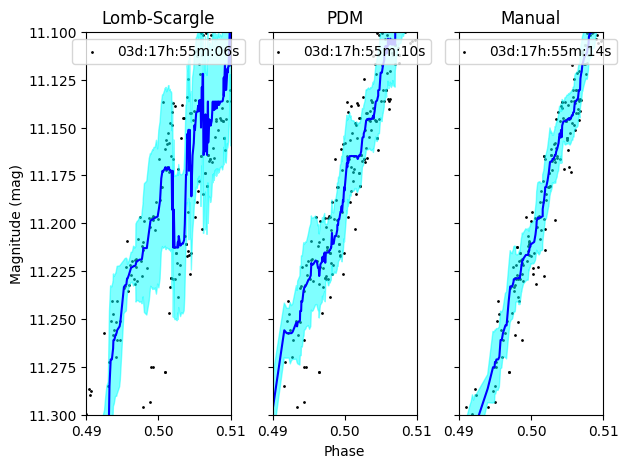 Lomb-Scargle PDM Manual
03d:17h:55m:06s 03d:17h:55m:10s 03d:17h:55m:14s
Magnitude (mag)
11.100
11.125
11.150
11.175
11.200
11.225
11.250
11.275
11.300
0.49 0.50 0.51 0.49 0.50 0.51 0.49 0.50 0.51
Phase